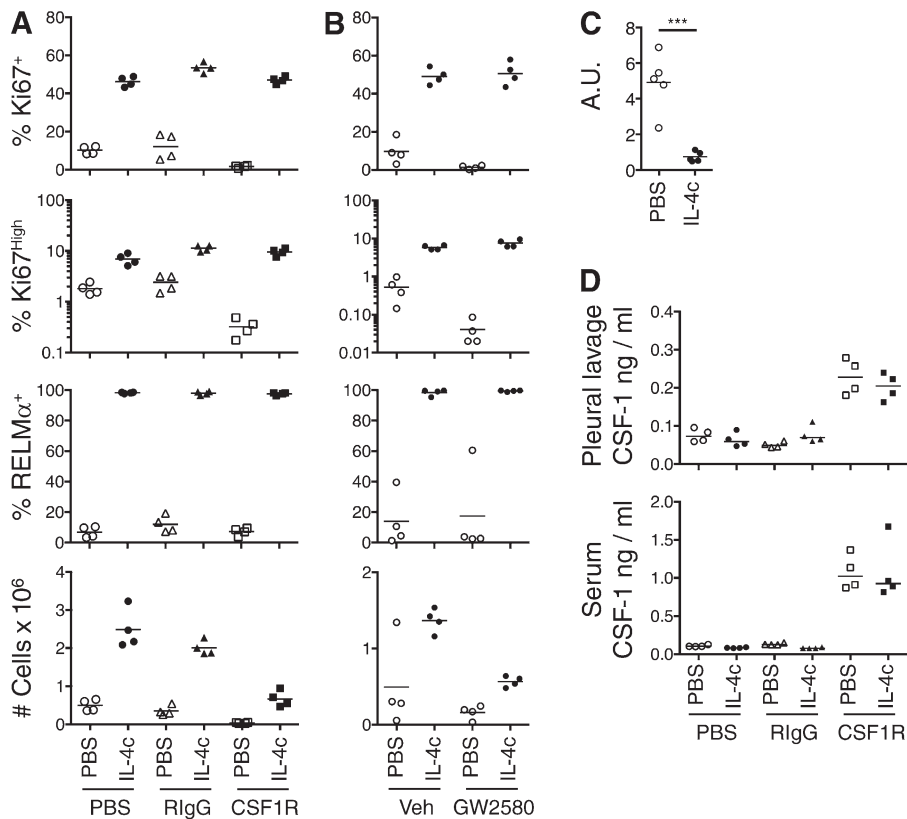 A
% Ki67+
80
60
40
20
0
% Ki67High
100
10
1
0.1
% RELMα+
100
80
60
40
20
0
# Cells x 10^6
4
3
2
1
0
PBS IL-4c PBS IL-4c PBS IL-4c
PBS RIgG CSF1R
B
80
60
40
20
0
100
10
1
0.1
0.10
0.01
100
80
60
40
20
0
2
1
0
PBS IL-4c PBS IL-4c
Veh GW2580
C
***
A.U.
8
6
4
2
0
PBS IL-4c
D
Pleural lavage
CSF-1 ng / ml
0.4
0.3
0.2
0.1
0.0
Serum
CSF-1 ng / ml
2.0
1.5
1.0
0.5
0.0
PBS IL-4c PBS IL-4c PBS IL-4c
PBS RIgG CSF1R